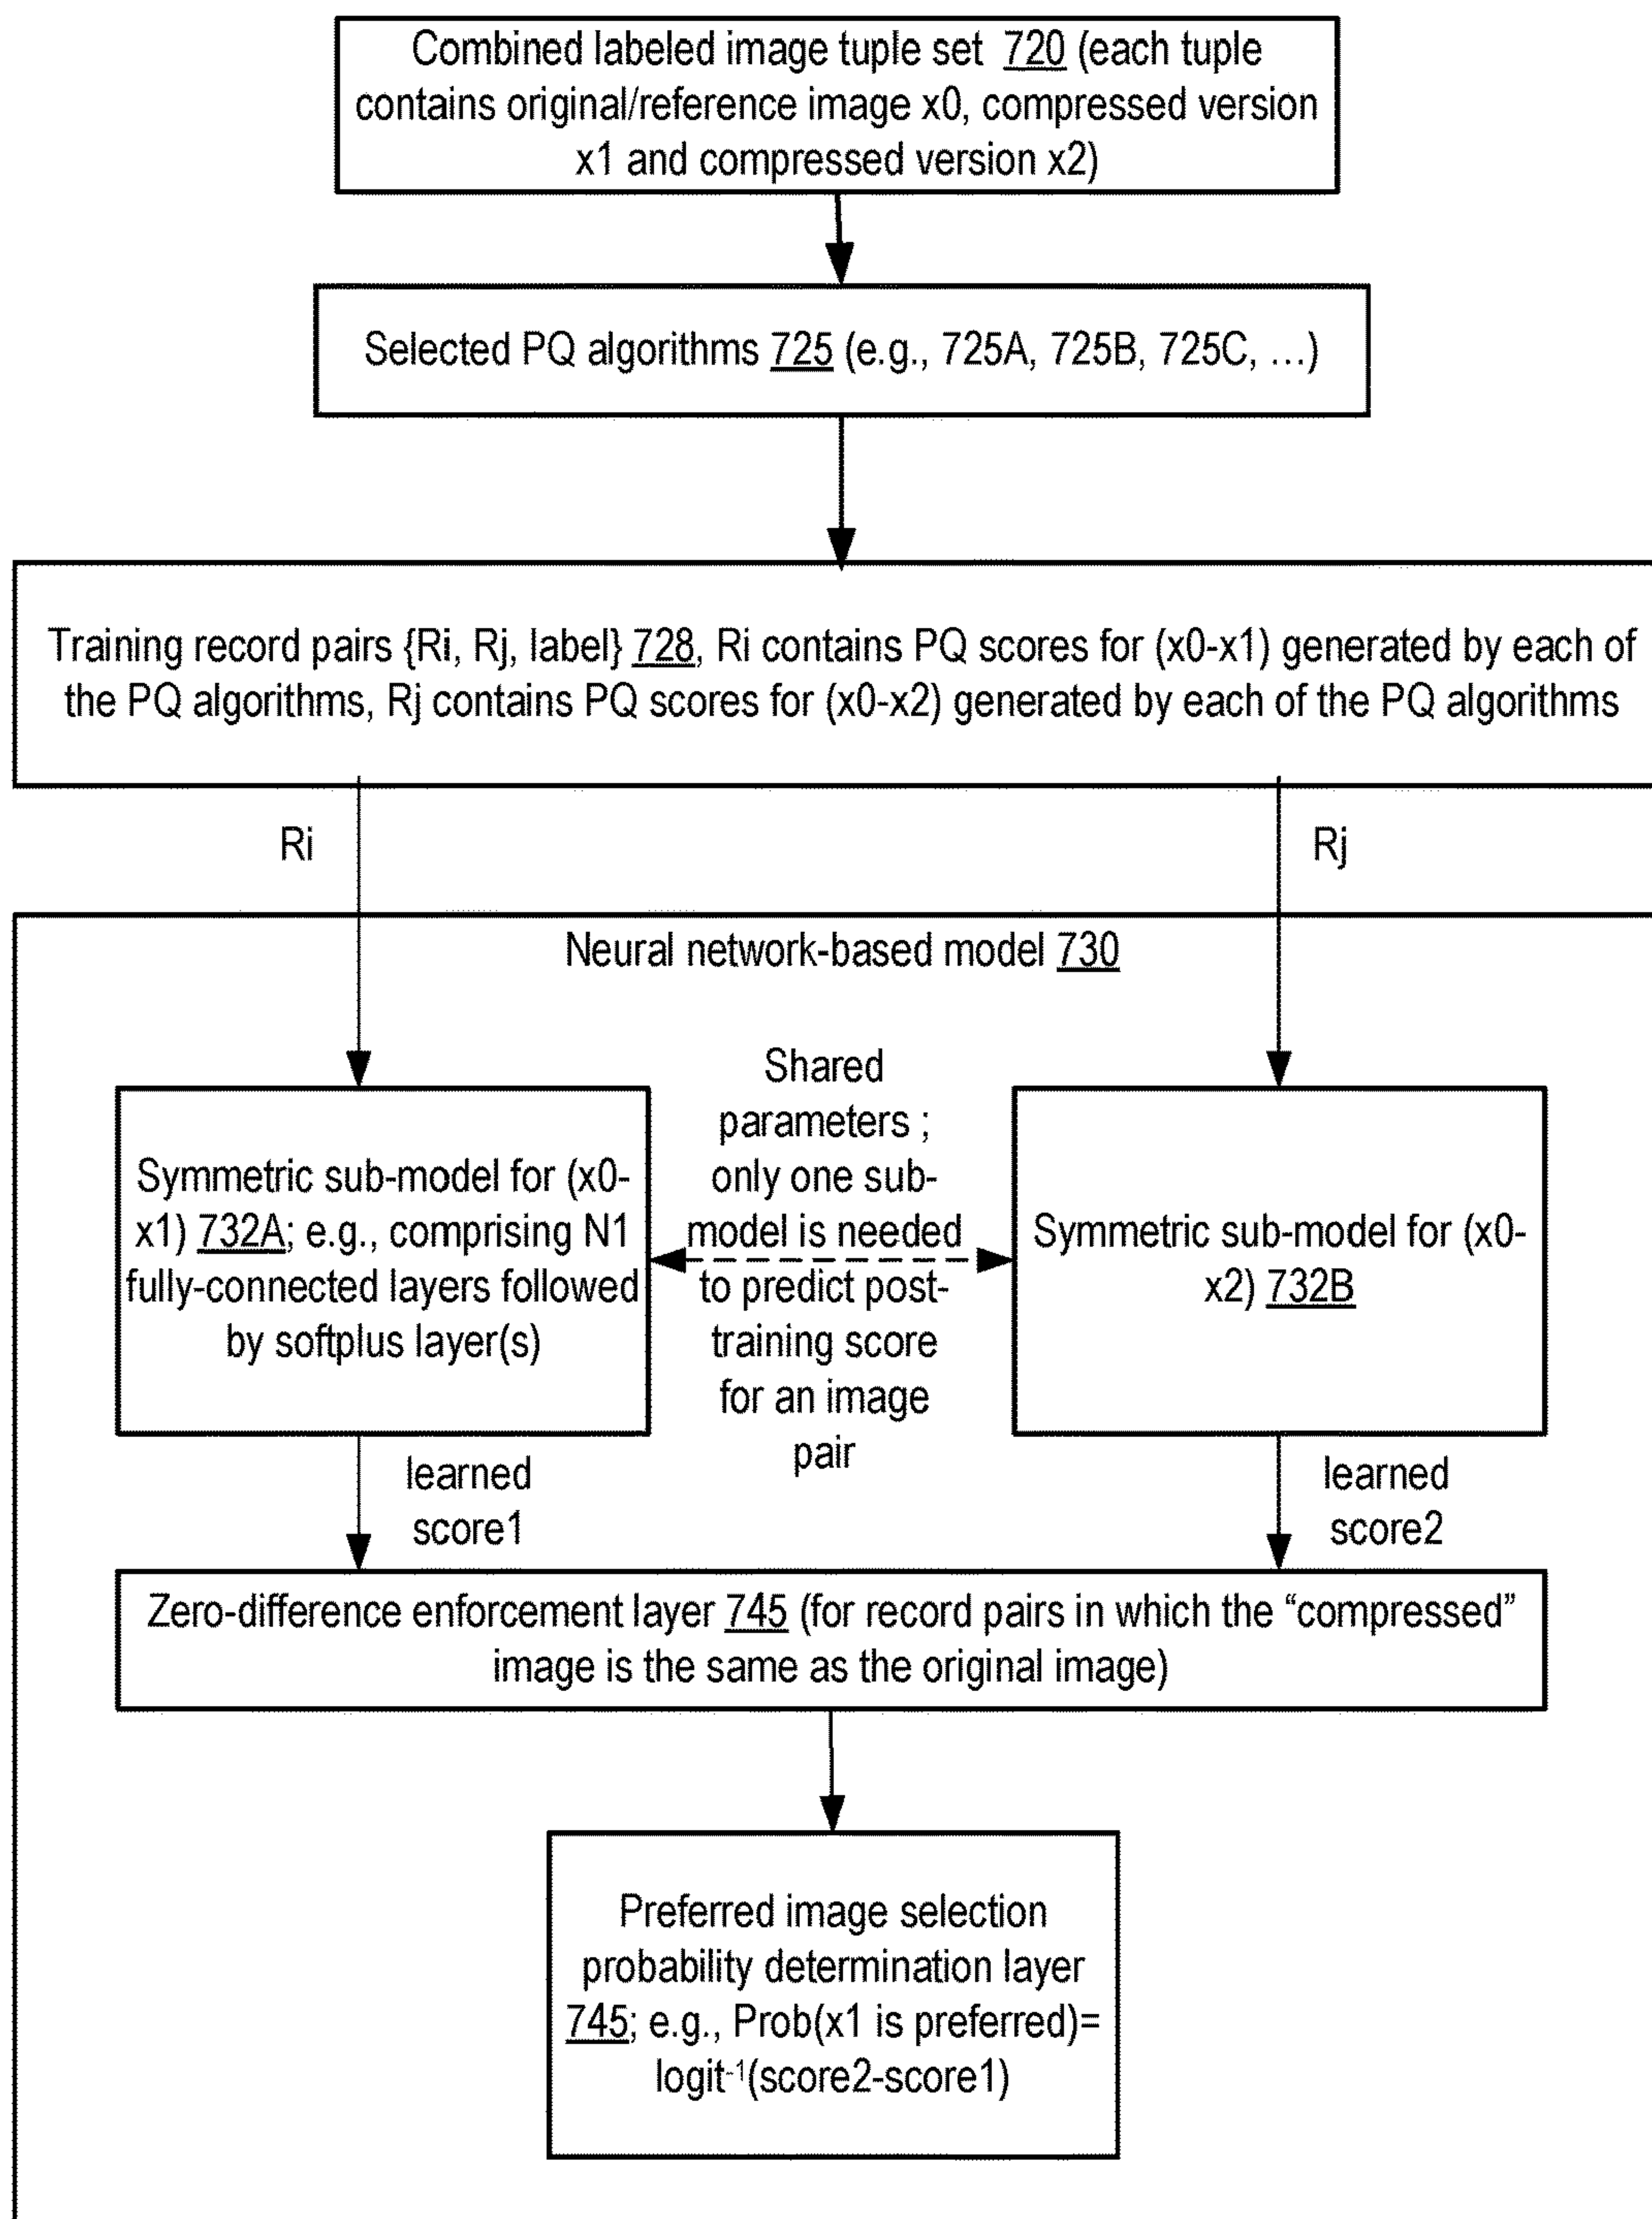 Combined labeled image tuple set 720 (each tuple
contains original/reference image x0, compressed version
x1 and compressed version x2)
Selected PQ algorithms 725 (e.g., 725A, 725B, 725C, …)
Training record pairs {Ri, Rj, label} 728, Ri contains PQ scores for (x0-x1) generated by each of
the PQ algorithms, Rj contains PQ scores for (x0-x2) generated by each of the PQ algorithms
Ri
Rj
Neural network-based model 730
Symmetric sub-model for (x0-
x1) 732A; e.g., comprising N1
fully-connected layers followed
by softplus layer(s)
Shared
parameters ;
only one sub-
model is needed
to predict post-
training score
for an image
pair
Symmetric sub-model for (x0-
x2) 732B
learned
score1
learned
score2
Zero-difference enforcement layer 745 (for record pairs in which the “compressed”
image is the same as the original image)
Preferred image selection
probability determination layer
745; e.g., Prob(x1 is preferred)=
logit⁻¹(score2-score1)